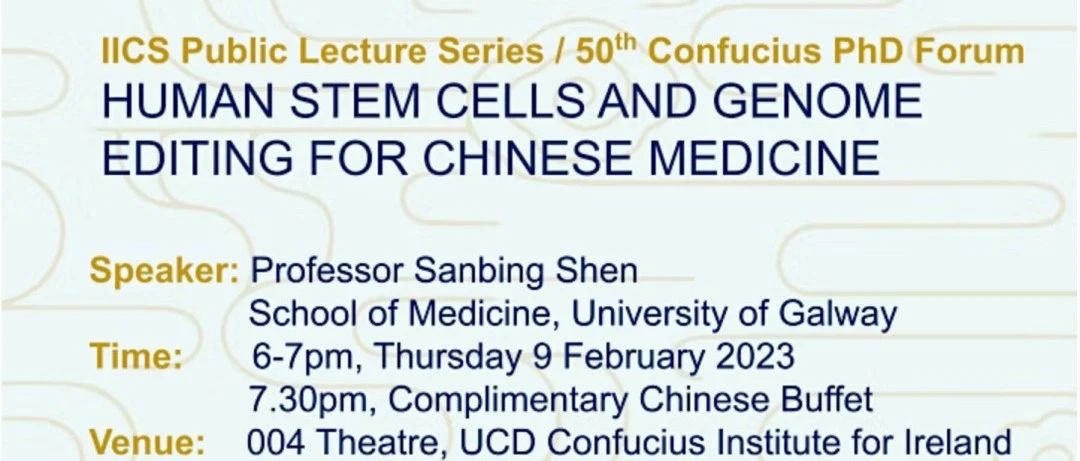 IICS Public Lecture Series / 50th Confucius PhD Forum
HUMAN STEM CELLS AND GENOME
EDITING FOR CHINESE MEDICINE
Speaker: Professor Sanbing Shen
School of Medicine, University of Galway
Time: 6-7pm, Thursday 9 February 2023
7.30pm, Complimentary Chinese Buffet
Venue: 004 Theatre, UCD Confucius Institute for Ireland